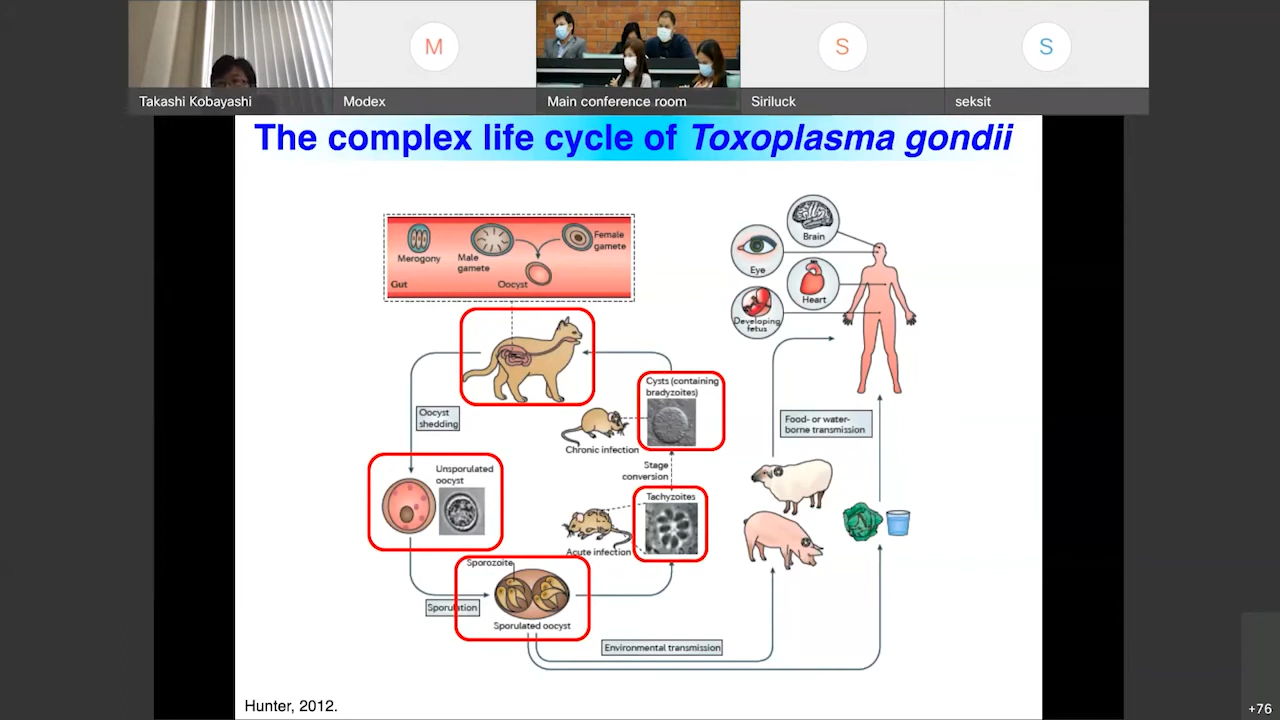 M
S
S
Takashi Kobayashi
Modex
Main conference room
Siriluck
seksit
The complex life cycle of Toxoplasma gondii
Merogony
Male
gamete
Female
gamete
Gut
Oocyst
Brain
Eye
Heart
Developing
fetus
Oocyst
shedding
Cysts (containing
bradyzoites)
Chronic infection
Stage
conversion
Food- or water-
borne transmission
Unsporulated
oocyst
Tachyzoites
Acute infection
Sporozoite
Sporulation
Sporulated oocyst
Environmental transmission
Hunter, 2012.
+76